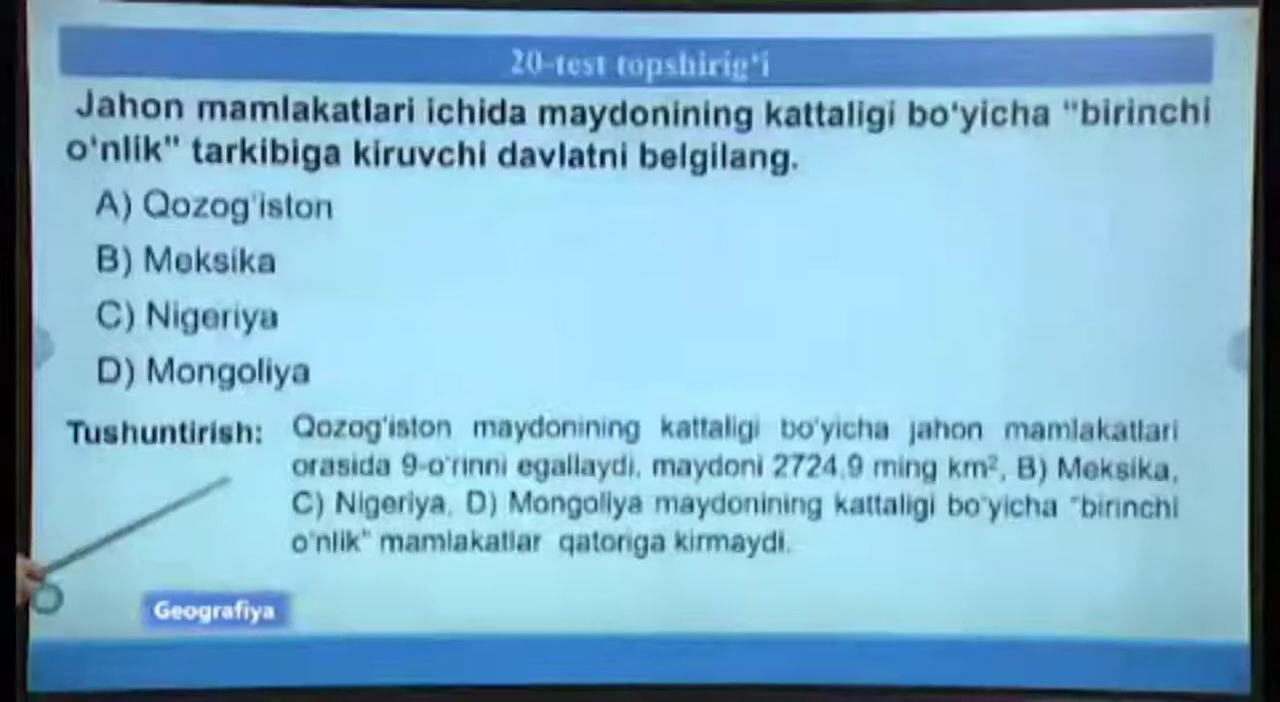 20-test topshirig‘i
Jahon mamlakatlari ichida maydonining kattaligi bo‘yicha “birinchi
o‘nlik” tarkibiga kiruvchi davlatni belgilang.
A) Qozog‘iston
B) Meksika
C) Nigeriya
D) Mongoliya
Tushuntirish: Qozog‘iston maydonining kattaligi bo‘yicha jahon mamlakatlari
orasida 9-o‘rinni egallaydi, maydoni 2724,9 ming km², B) Meksika,
C) Nigeriya, D) Mongoliya maydonining kattaligi bo‘yicha “birinchi
o‘nlik” mamlakatlar qatoriga kirmaydi.
Geografiya